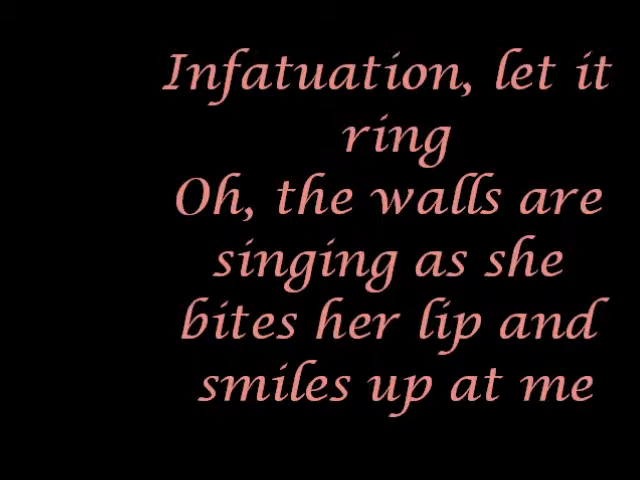 Infatuation, let it
ring
Oh, the walls are
singing as she
bites her lip and
smiles up at me